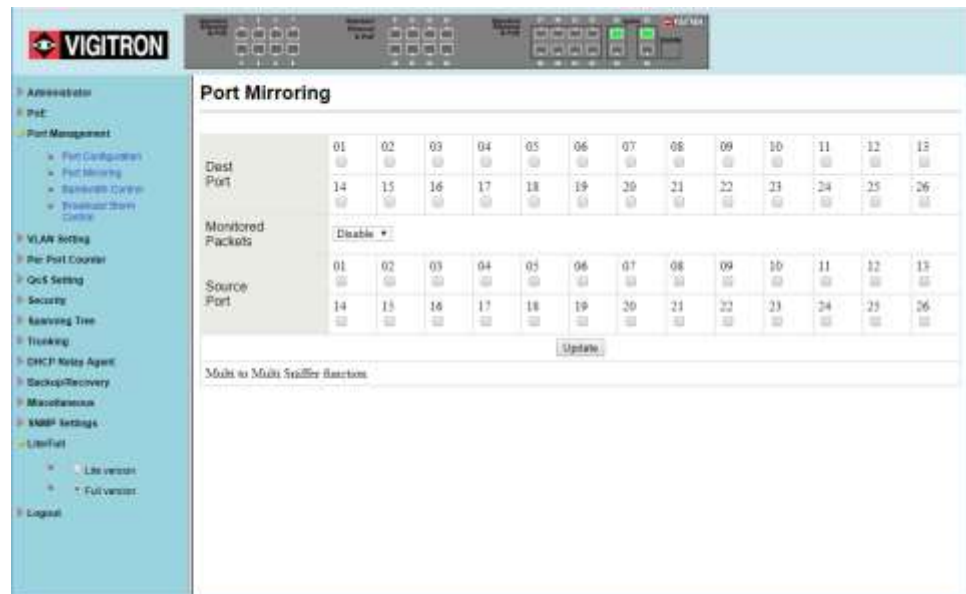 VIGITRON
Administrator
PoE
Port Management
Port Configuration
Port Mirroring
Bandwidth Control
Broadcast Storm
Control
VLAN Setting
Per Port Counter
QoS Setting
Security
Spanning Tree
Trunking
DHCP Relay Agent
Backup/Recovery
Miscellaneous
SNMP Settings
Lite/Full
Lite version
Full version
Logout
Port Mirroring
Dest
Port
01 02 03 04 05 06 07 08 09 10 11 12 13
14 15 16 17 18 19 20 21 22 23 24 25 26
Monitored
Packets
Disable
Source
Port
01 02 03 04 05 06 07 08 09 10 11 12 13
14 15 16 17 18 19 20 21 22 23 24 25 26
Update
Multi to Multi Sniffer function